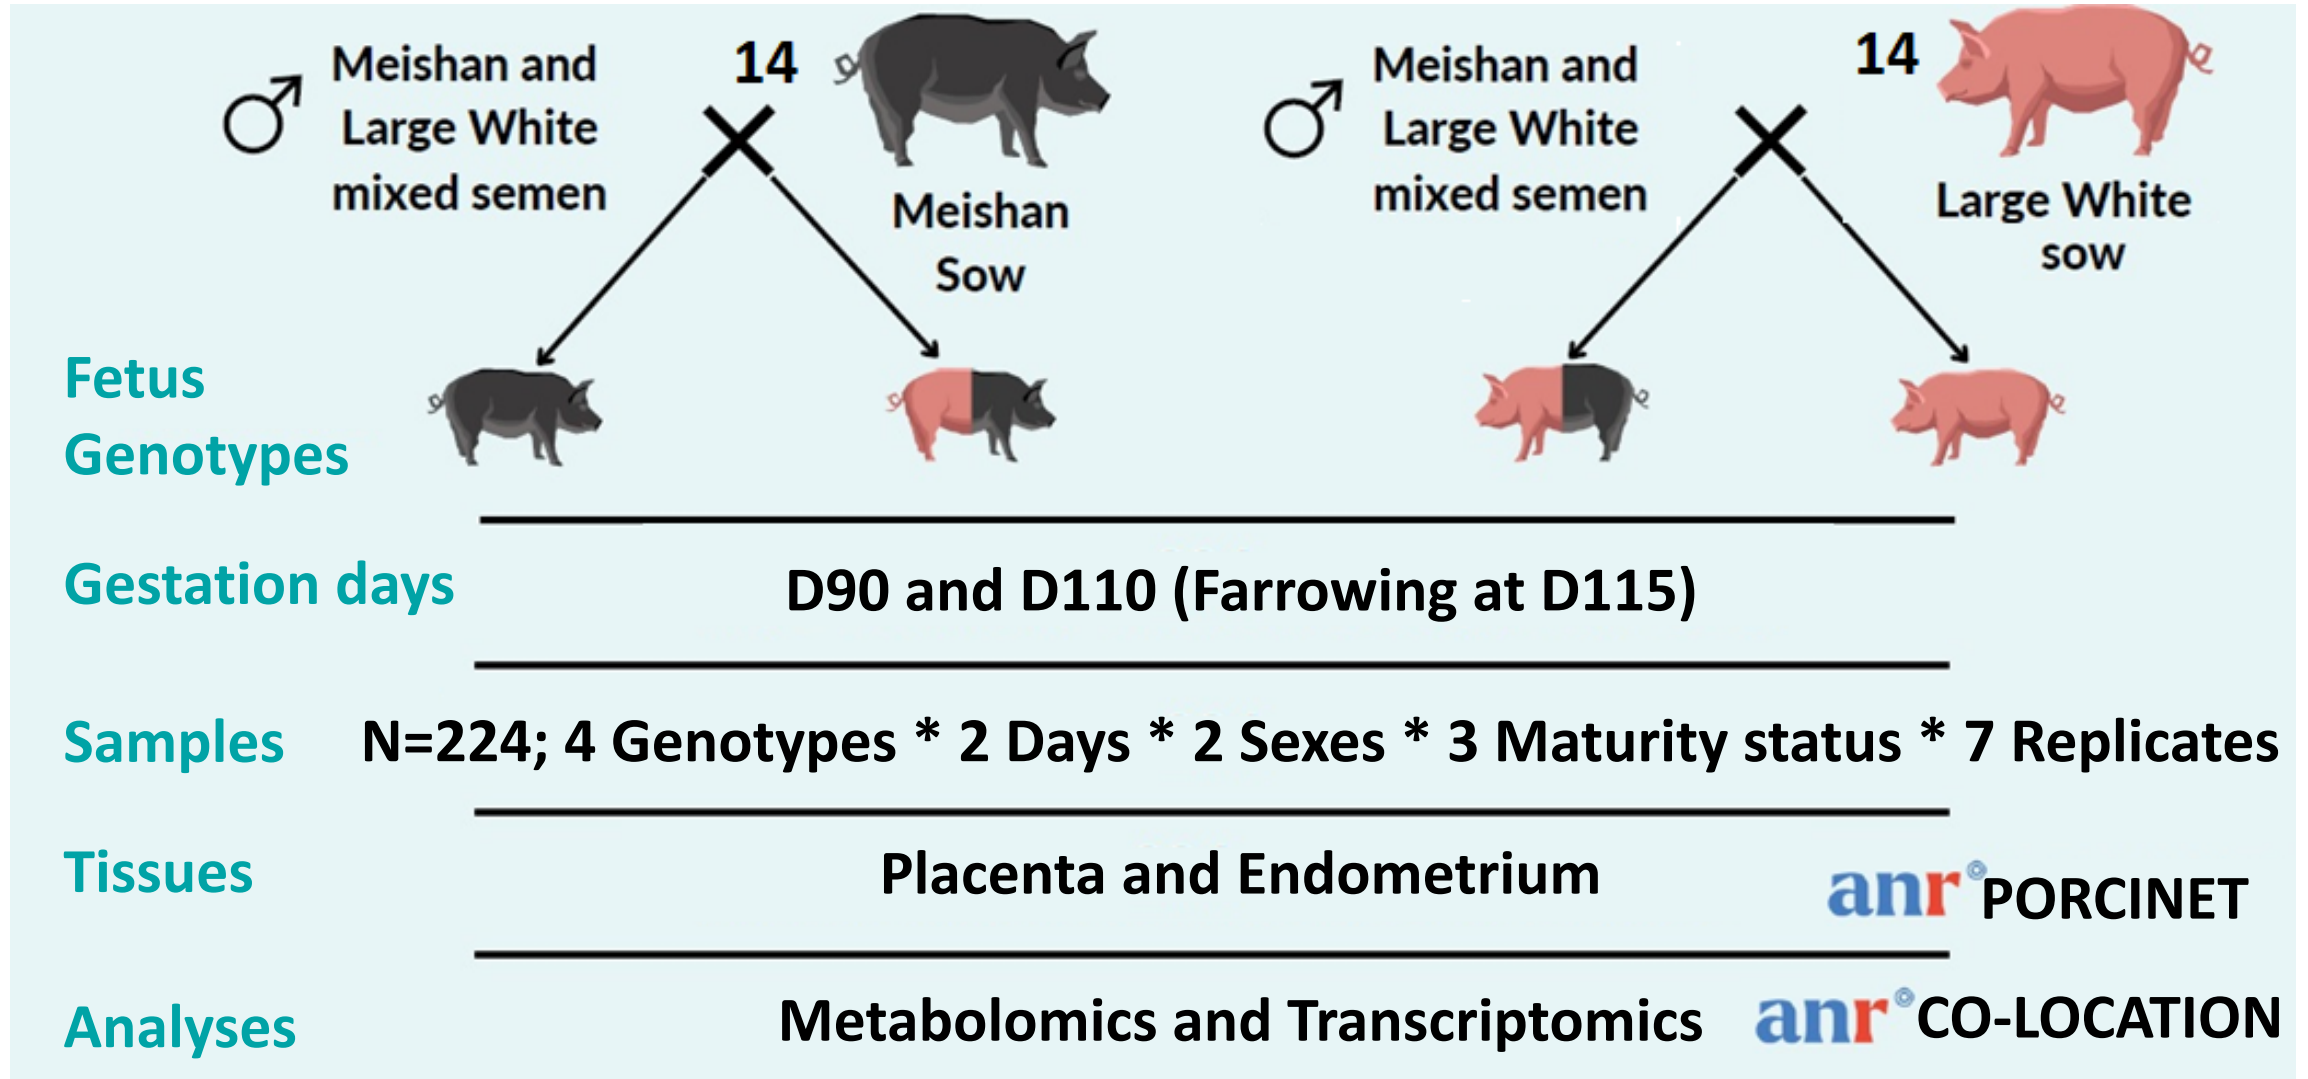 Meishan and
Large White
mixed semen
14
Meishan
Sow
Meishan and
Large White
mixed semen
14
Large White
sow
Fetus
Genotypes
Gestation days
D90 and D110 (Farrowing at D115)
Samples
N=224; 4 Genotypes * 2 Days * 2 Sexes * 3 Maturity status * 7 Replicates
Tissues
Placenta and Endometrium
anr PORCINET
Analyses
Metabolomics and Transcriptomics
anr CO-LOCATION